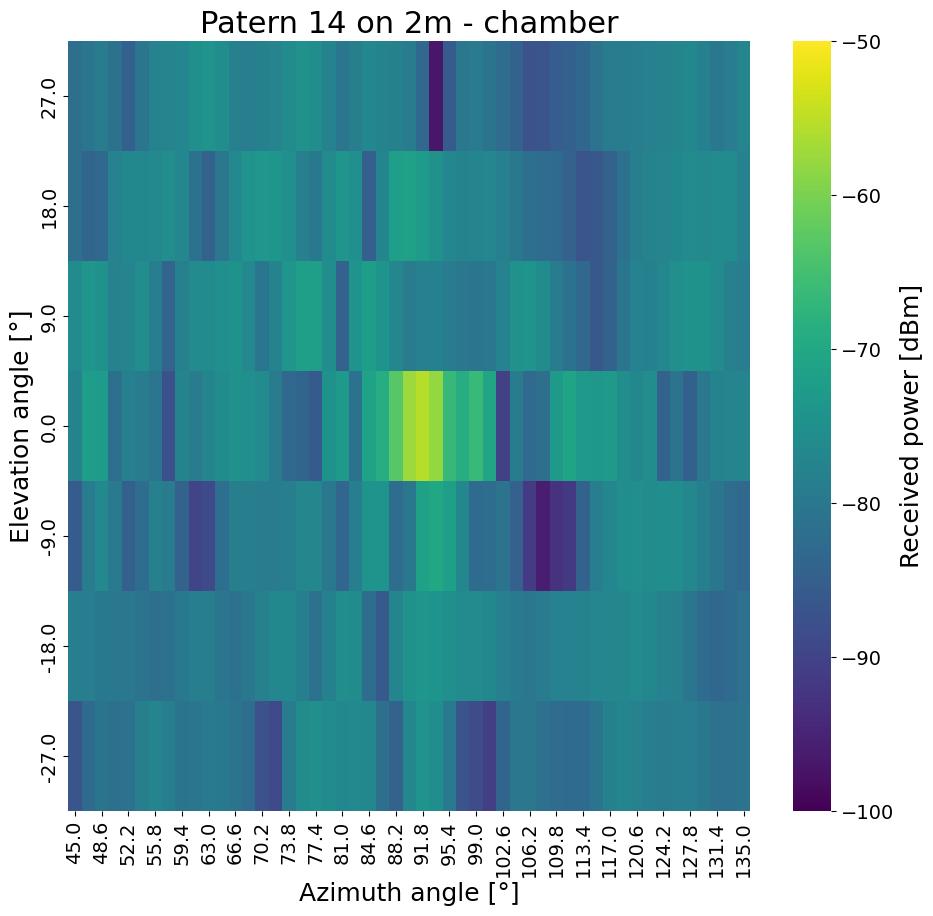 Patern 14 on 2m - chamber
27.0
18.0
9.0
0.0
-9.0
-18.0
-27.0
Elevation angle [°]
45.0 48.6 52.2 55.8 59.4 63.0 66.6 70.2 73.8 77.4 81.0 84.6 88.2 91.8 95.4 99.0 102.6 106.2 109.8 113.4 117.0 120.6 124.2 127.8 131.4 135.0
Azimuth angle [°]
−50
−60
−70
−80
−90
−100
Received power [dBm]